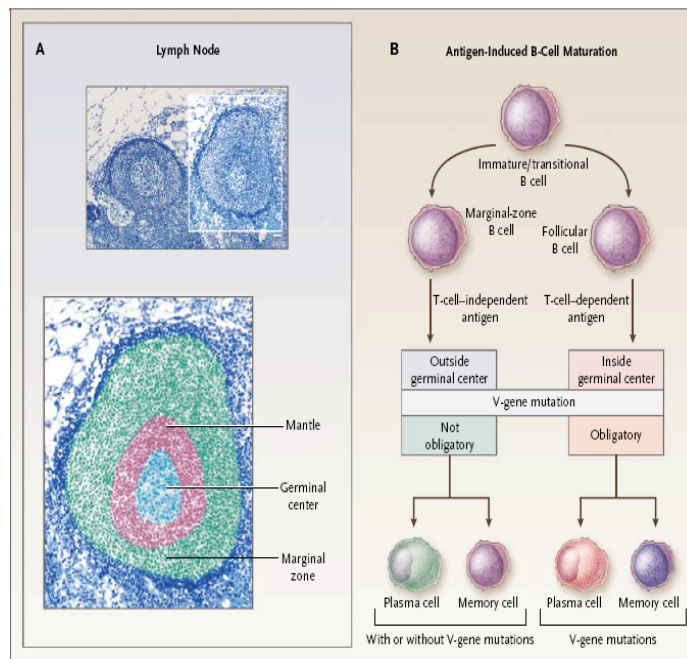 A
Lymph Node
Mantle
Germinal
center
Marginal
zone
B
Antigen-Induced B-Cell Maturation
Immature/transitional
B cell
Marginal-zone
B cell
Follicular
B cell
T-cell–independent
antigen
T-cell–dependent
antigen
Outside
germinal center
Inside
germinal center
V-gene mutation
Not
obligatory
Obligatory
Plasma cell
Memory cell
Plasma cell
Memory cell
With or without V-gene mutations
V-gene mutations